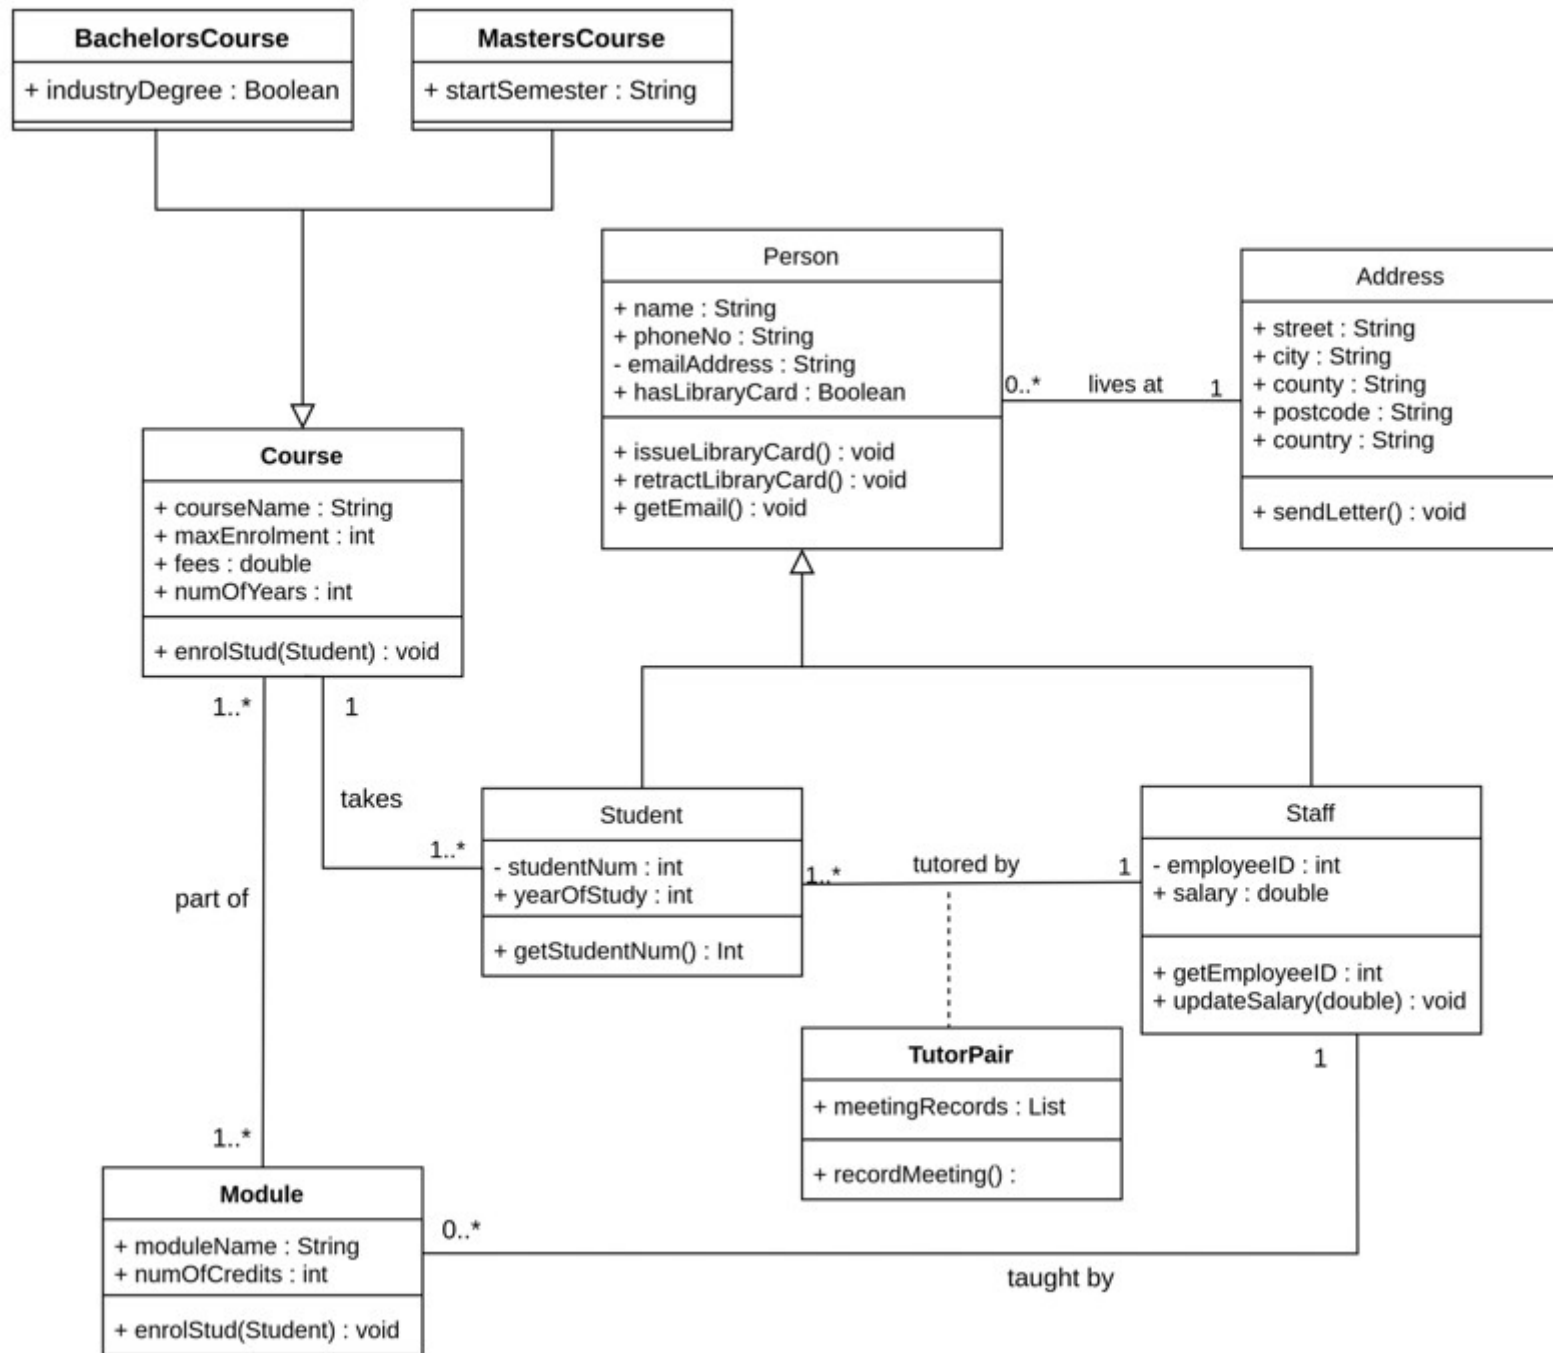 BachelorsCourse
+ industryDegree : Boolean
MastersCourse
+ startSemester : String
Person
+ name : String
+ phoneNo : String
- emailAddress : String
+ hasLibraryCard : Boolean
+ issueLibraryCard() : void
+ retractLibraryCard() : void
+ getEmail() : void
0..*
lives at
1
Address
+ street : String
+ city : String
+ county : String
+ postcode : String
+ country : String
+ sendLetter() : void
Course
+ courseName : String
+ maxEnrolment : int
+ fees : double
+ numOfYears : int
+ enrolStud(Student) : void
1..*
1
takes
1..*
part of
1..*
Student
- studentNum : int
+ yearOfStudy : int
+ getStudentNum() : Int
1..*
tutored by
1
Staff
- employeeID : int
+ salary : double
+ getEmployeeID : int
+ updateSalary(double) : void
1
TutorPair
+ meetingRecords : List
+ recordMeeting() :
Module
+ moduleName : String
+ numOfCredits : int
+ enrolStud(Student) : void
0..*
taught by